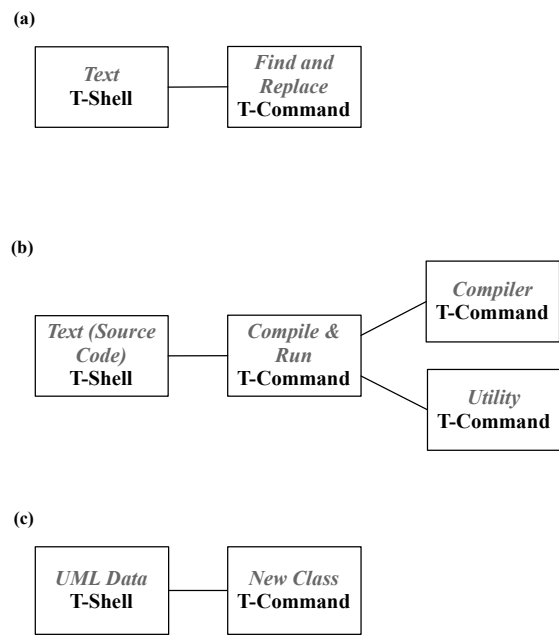 (a)
Text
T-Shell
Find and
Replace
T-Command
(b)
Text (Source
Code)
T-Shell
Compile &
Run
T-Command
Compiler
T-Command
Utility
T-Command
(c)
UML Data
T-Shell
New Class
T-Command